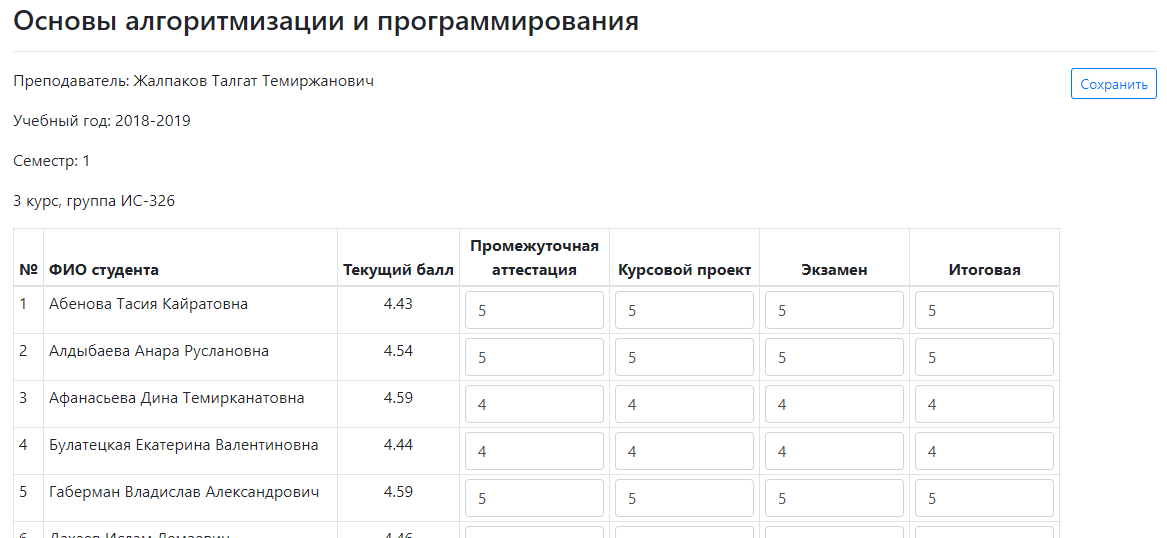 Основы алгоритмизации и программирования
Преподаватель: Жалпаков Талгат Темиржанович
Сохранить
Учебный год: 2018-2019
Семестр: 1
3 курс, группа ИС-326
№ ФИО студента Текущий балл Промежуточная аттестация Курсовой проект Экзамен Итоговая
1 Абенова Тасия Кайратовна 4.43 5 5 5 5
2 Алдыбаева Анара Руслановна 4.54 5 5 5 5
3 Афанасьева Дина Темирканатовна 4.59 4 4 4 4
4 Булатецкая Екатерина Валентиновна 4.44 4 4 4 4
5 Габерман Владислав Александрович 4.59 5 5 5 5